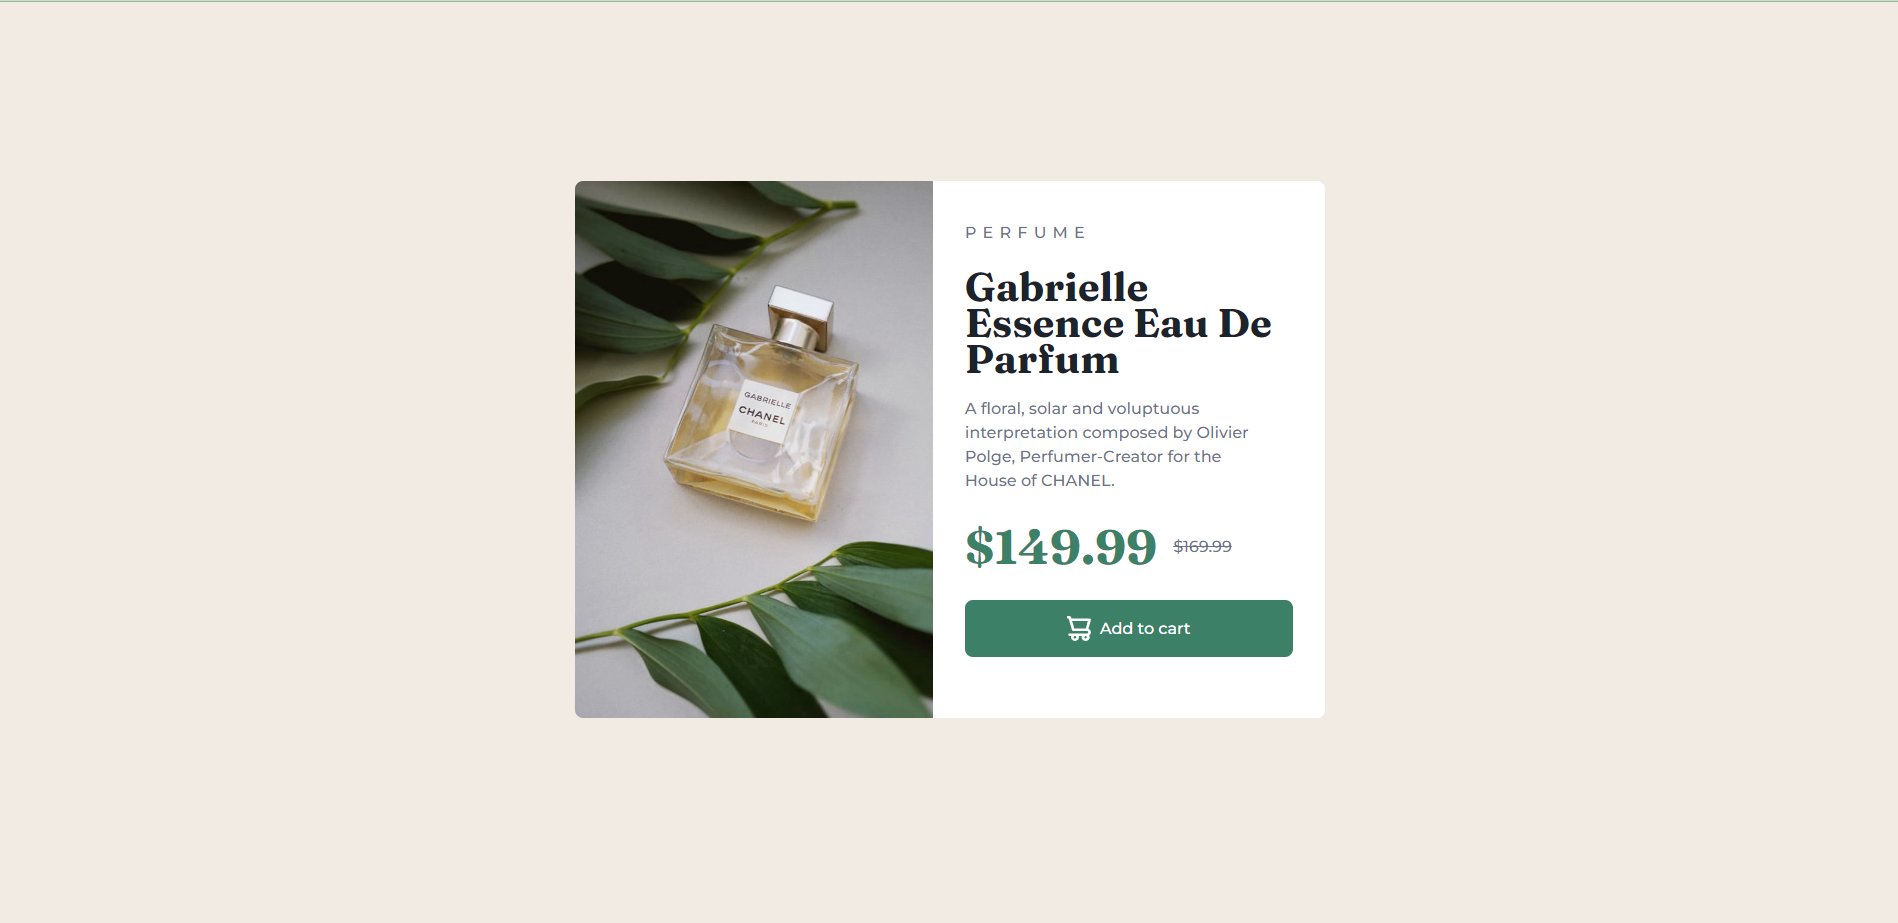 PERFUME
Gabrielle
Essence Eau De
Parfum
A floral, solar and voluptuous
interpretation composed by Olivier
Polge, Perfumer-Creator for the
House of CHANEL.
$149.99 $169.99
Add to cart
GABRIELLE
CHANEL
PARIS